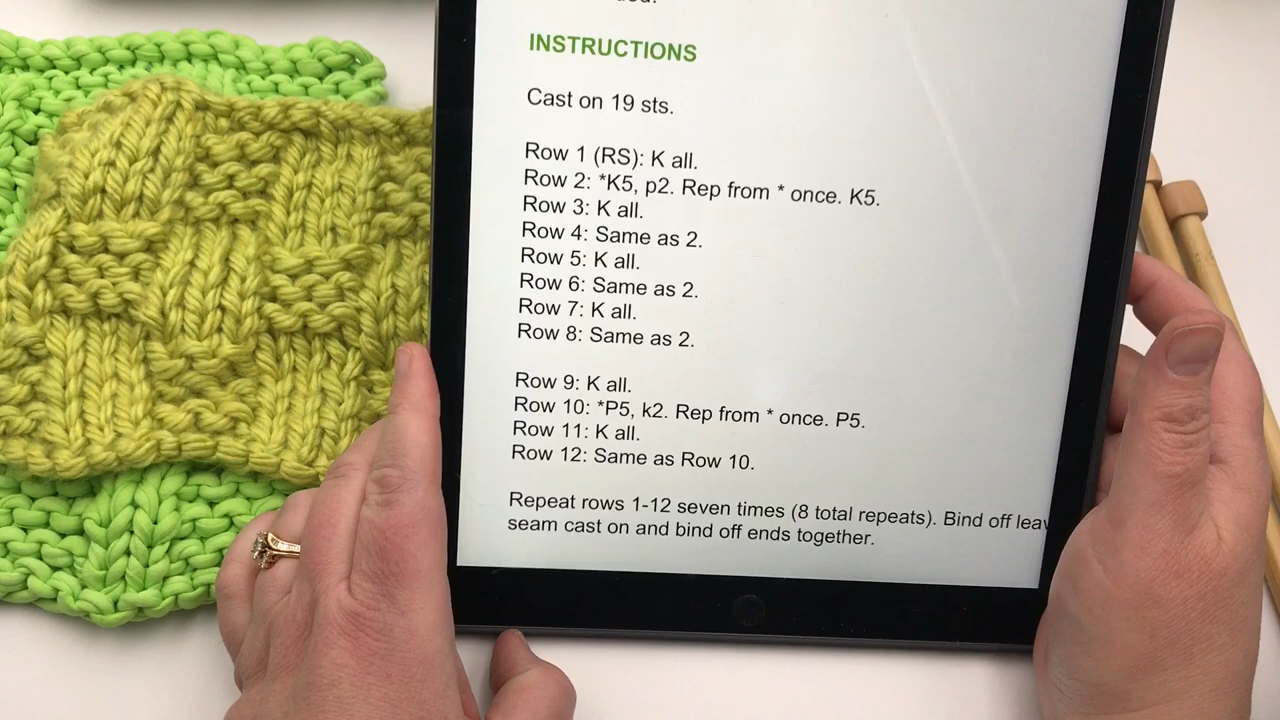 INSTRUCTIONS
Cast on 19 sts.
Row 1 (RS): K all.
Row 2: *K5, p2. Rep from * once. K5.
Row 3: K all.
Row 4: Same as 2.
Row 5: K all.
Row 6: Same as 2.
Row 7: K all.
Row 8: Same as 2.
Row 9: K all.
Row 10: *P5, k2. Rep from * once. P5.
Row 11: K all.
Row 12: Same as Row 10.
Repeat rows 1-12 seven times (8 total repeats). Bind off
seam cast on and bind off ends together.